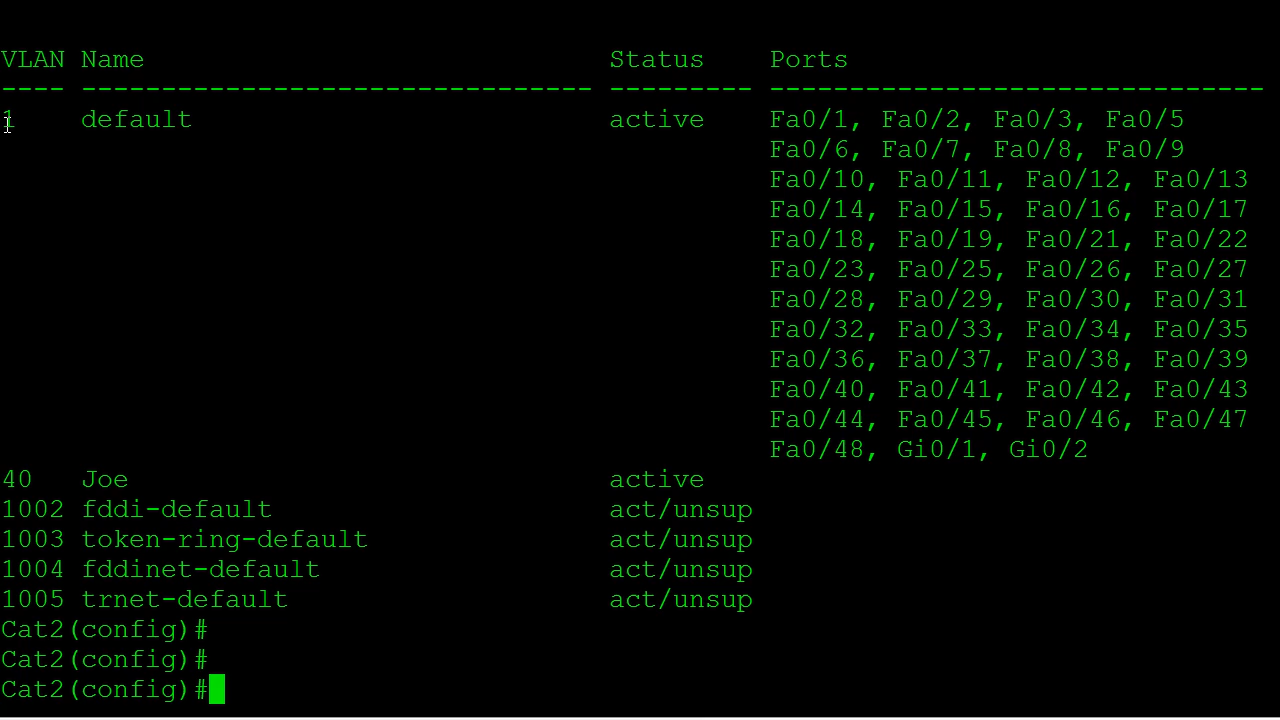 VLAN Name                             Status    Ports
---- -------------------------------- --------- -------------------------------
1    default                          active    Fa0/1, Fa0/2, Fa0/3, Fa0/5
                                                Fa0/6, Fa0/7, Fa0/8, Fa0/9
                                                Fa0/10, Fa0/11, Fa0/12, Fa0/13
                                                Fa0/14, Fa0/15, Fa0/16, Fa0/17
                                                Fa0/18, Fa0/19, Fa0/21, Fa0/22
                                                Fa0/23, Fa0/25, Fa0/26, Fa0/27
                                                Fa0/28, Fa0/29, Fa0/30, Fa0/31
                                                Fa0/32, Fa0/33, Fa0/34, Fa0/35
                                                Fa0/36, Fa0/37, Fa0/38, Fa0/39
                                                Fa0/40, Fa0/41, Fa0/42, Fa0/43
                                                Fa0/44, Fa0/45, Fa0/46, Fa0/47
                                                Fa0/48, Gi0/1, Gi0/2
40   Joe                              active
1002 fddi-default                     act/unsup
1003 token-ring-default               act/unsup
1004 fddinet-default                  act/unsup
1005 trnet-default                    act/unsup
Cat2(config)#
Cat2(config)#
Cat2(config)#